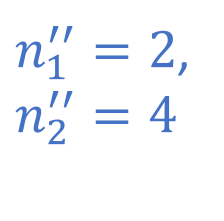 n₁″ = 2,
n₂″ = 4